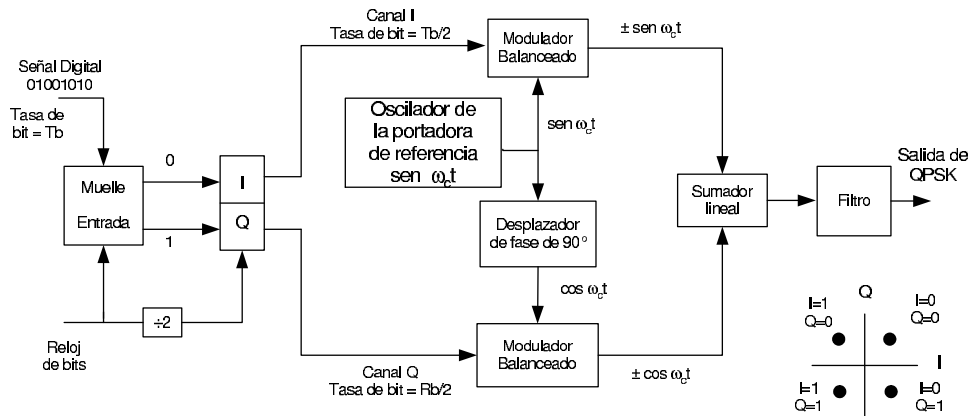 Canal I
Tasa de bit = Tb/2
Señal Digital
01001010
Tasa de
bit = Tb
Muelle
Entrada
0
1
I
Q
÷2
Reloj
de bits
Modulador
Balanceado
± sen ωct
Oscilador de
la portadora
de referencia
sen ωct
sen ωct
Desplazador
de fase de 90°
cos ωct
Modulador
Balanceado
± cos ωct
Canal Q
Tasa de bit = Rb/2
Sumador
lineal
Filtro
Salida de
QPSK
Q
I=1
Q=0
I=0
Q=0
I
I=1
Q=1
I=0
Q=1